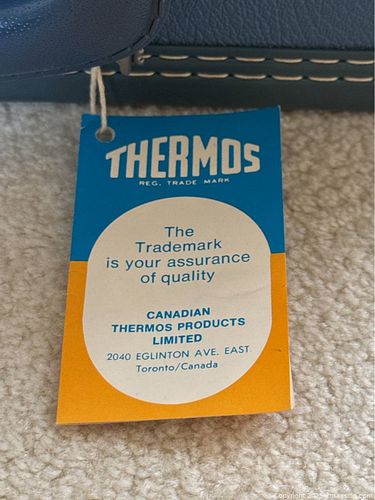 THERMOS
REG. TRADE MARK
The
Trademark
is your assurance
of quality
CANADIAN
THERMOS PRODUCTS
LIMITED
2040 EGLINTON AVE. EAST
Toronto/Canada